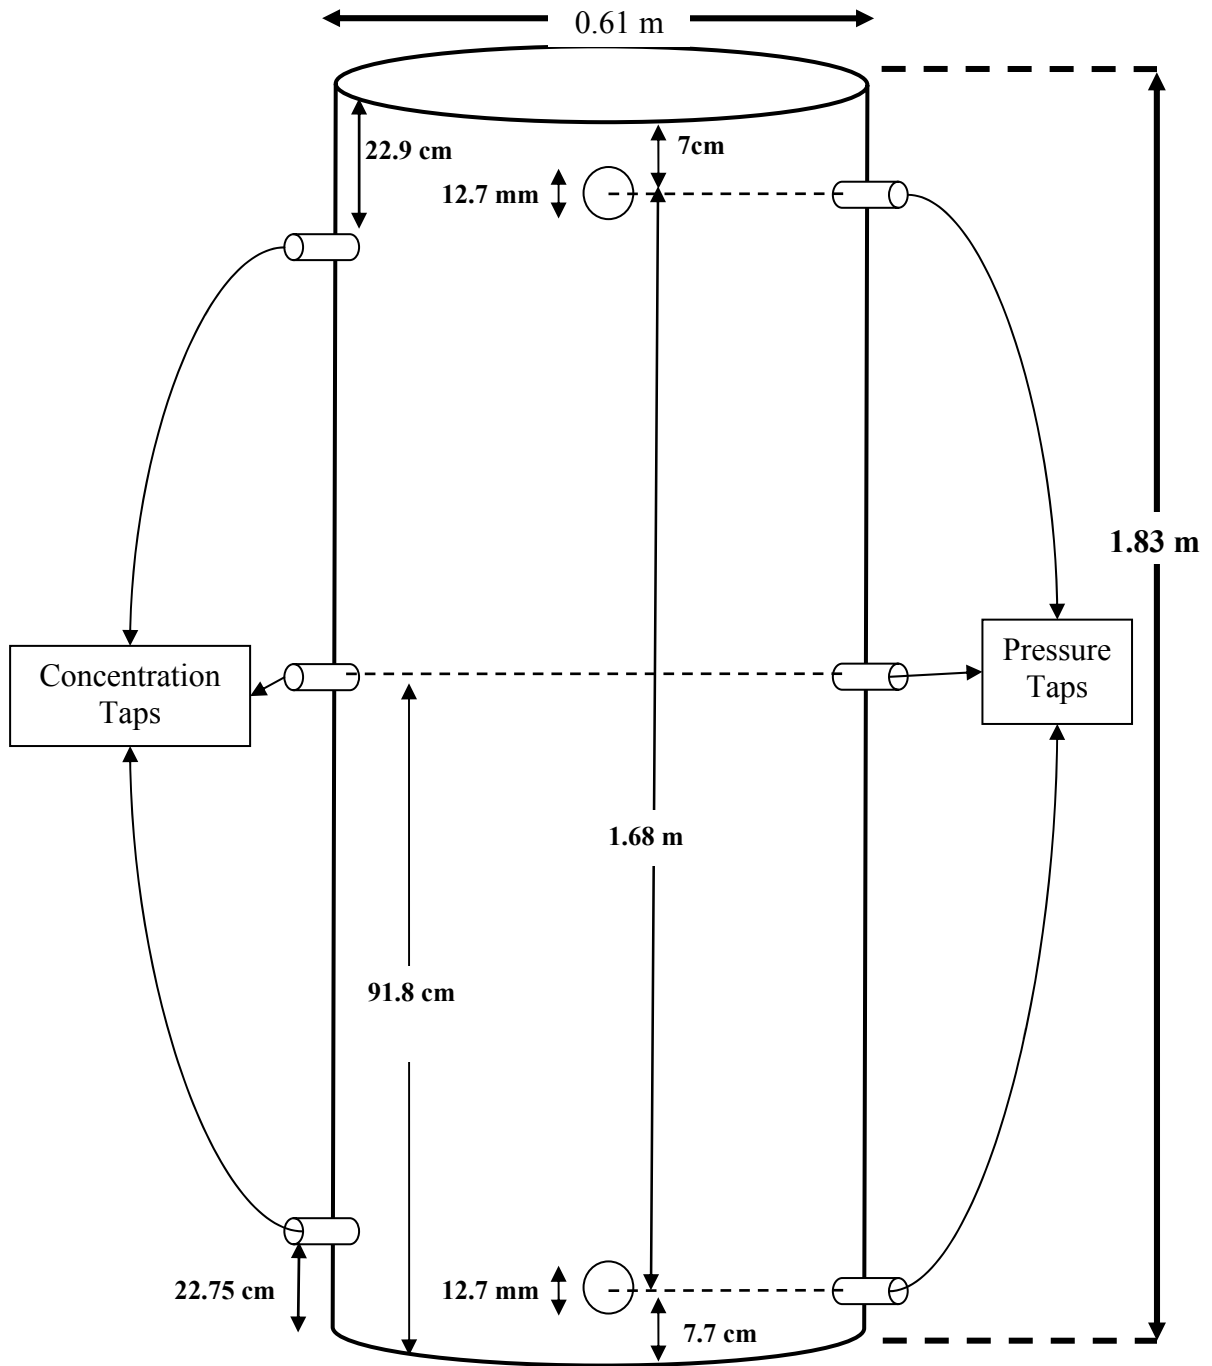 0.61 m
22.9 cm
7cm
12.7 mm
1.83 m
Concentration
Taps
Pressure
Taps
1.68 m
91.8 cm
22.75 cm
12.7 mm
7.7 cm